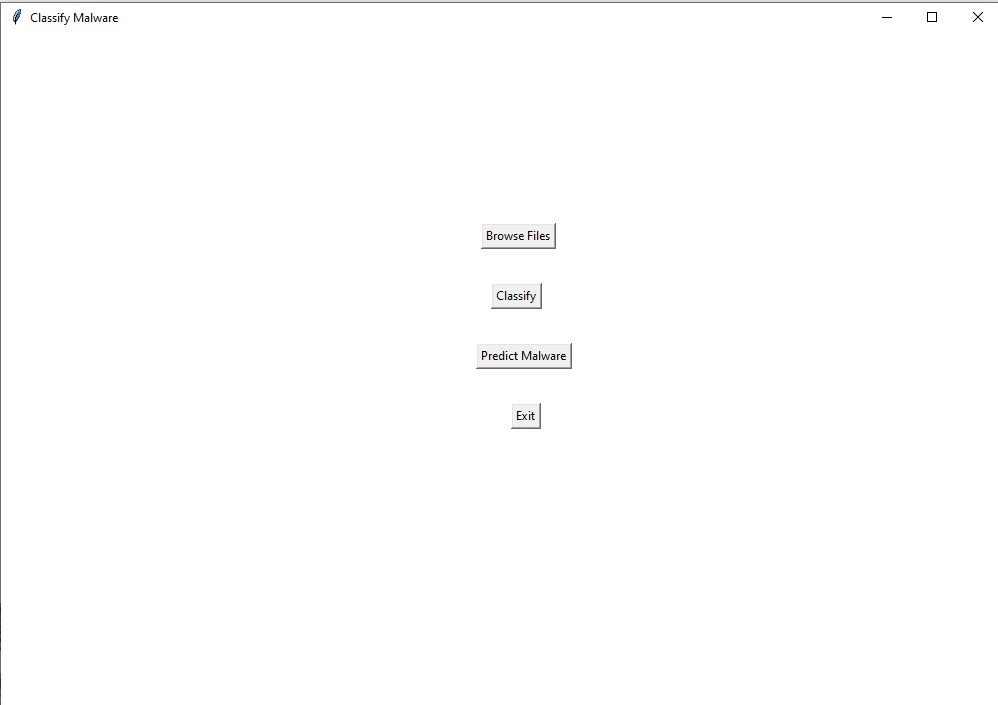 Classify Malware
Browse Files
Classify
Predict Malware
Exit